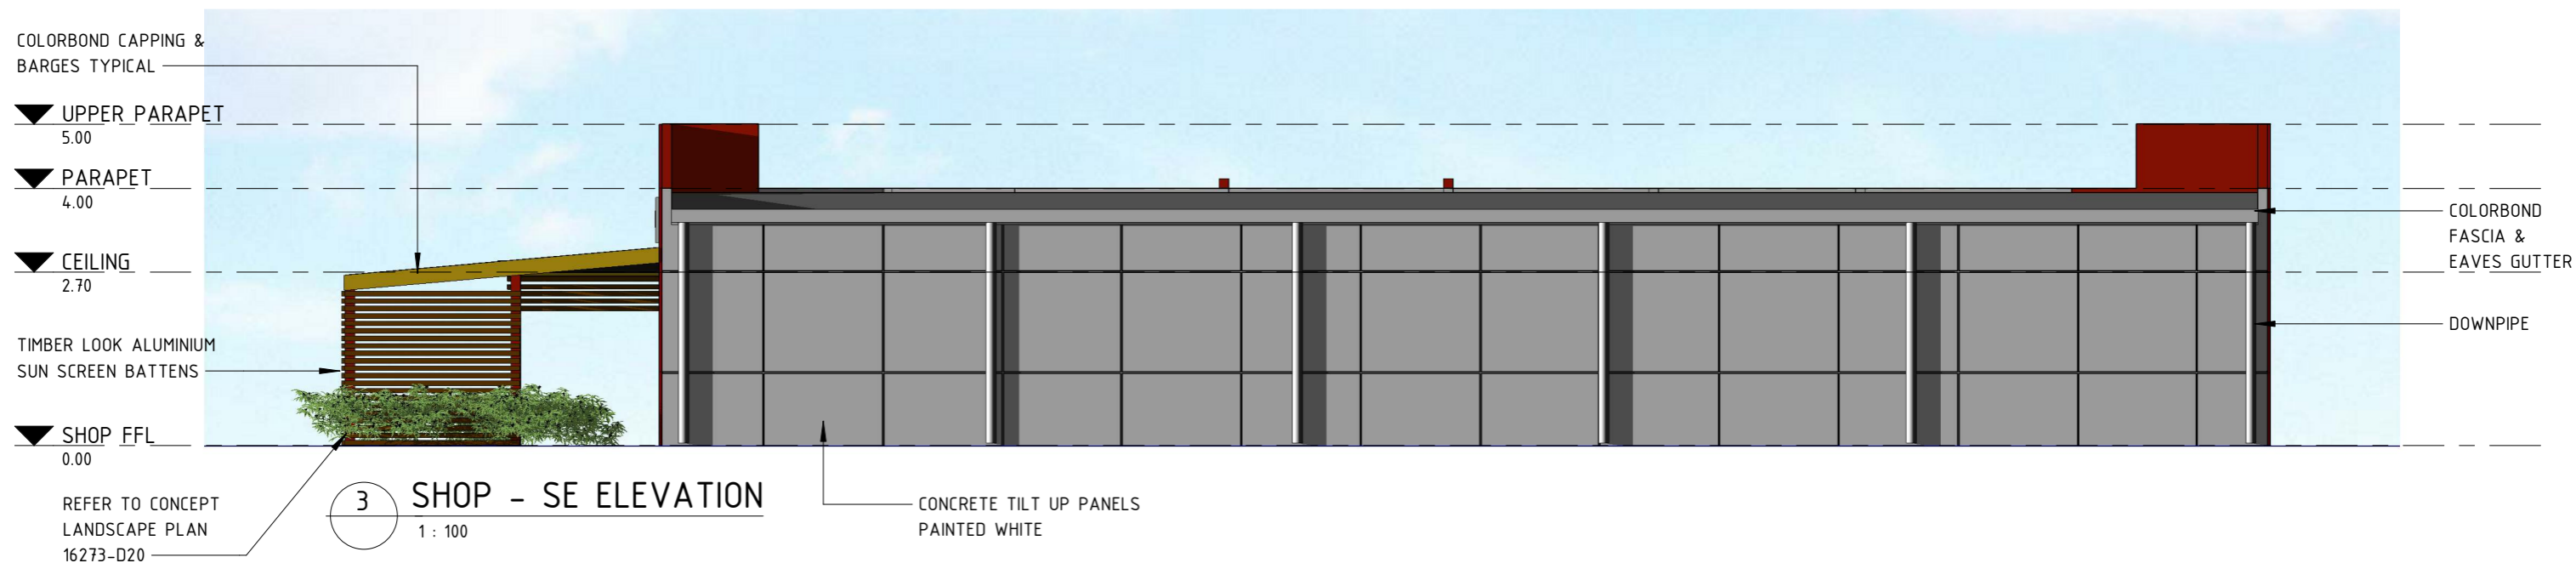 COLORBOND CAPPING &
BARGES TYPICAL
UPPER PARAPET
5.00
PARAPET
4.00
CEILING
2.70
TIMBER LOOK ALUMINIUM
SUN SCREEN BATTENS
SHOP FFL
0.00
REFER TO CONCEPT
LANDSCAPE PLAN
16273-D20
3
SHOP - SE ELEVATION
1 : 100
CONCRETE TILT UP PANELS
PAINTED WHITE
COLORBOND
FASCIA &
EAVES GUTTER
DOWNPIPE